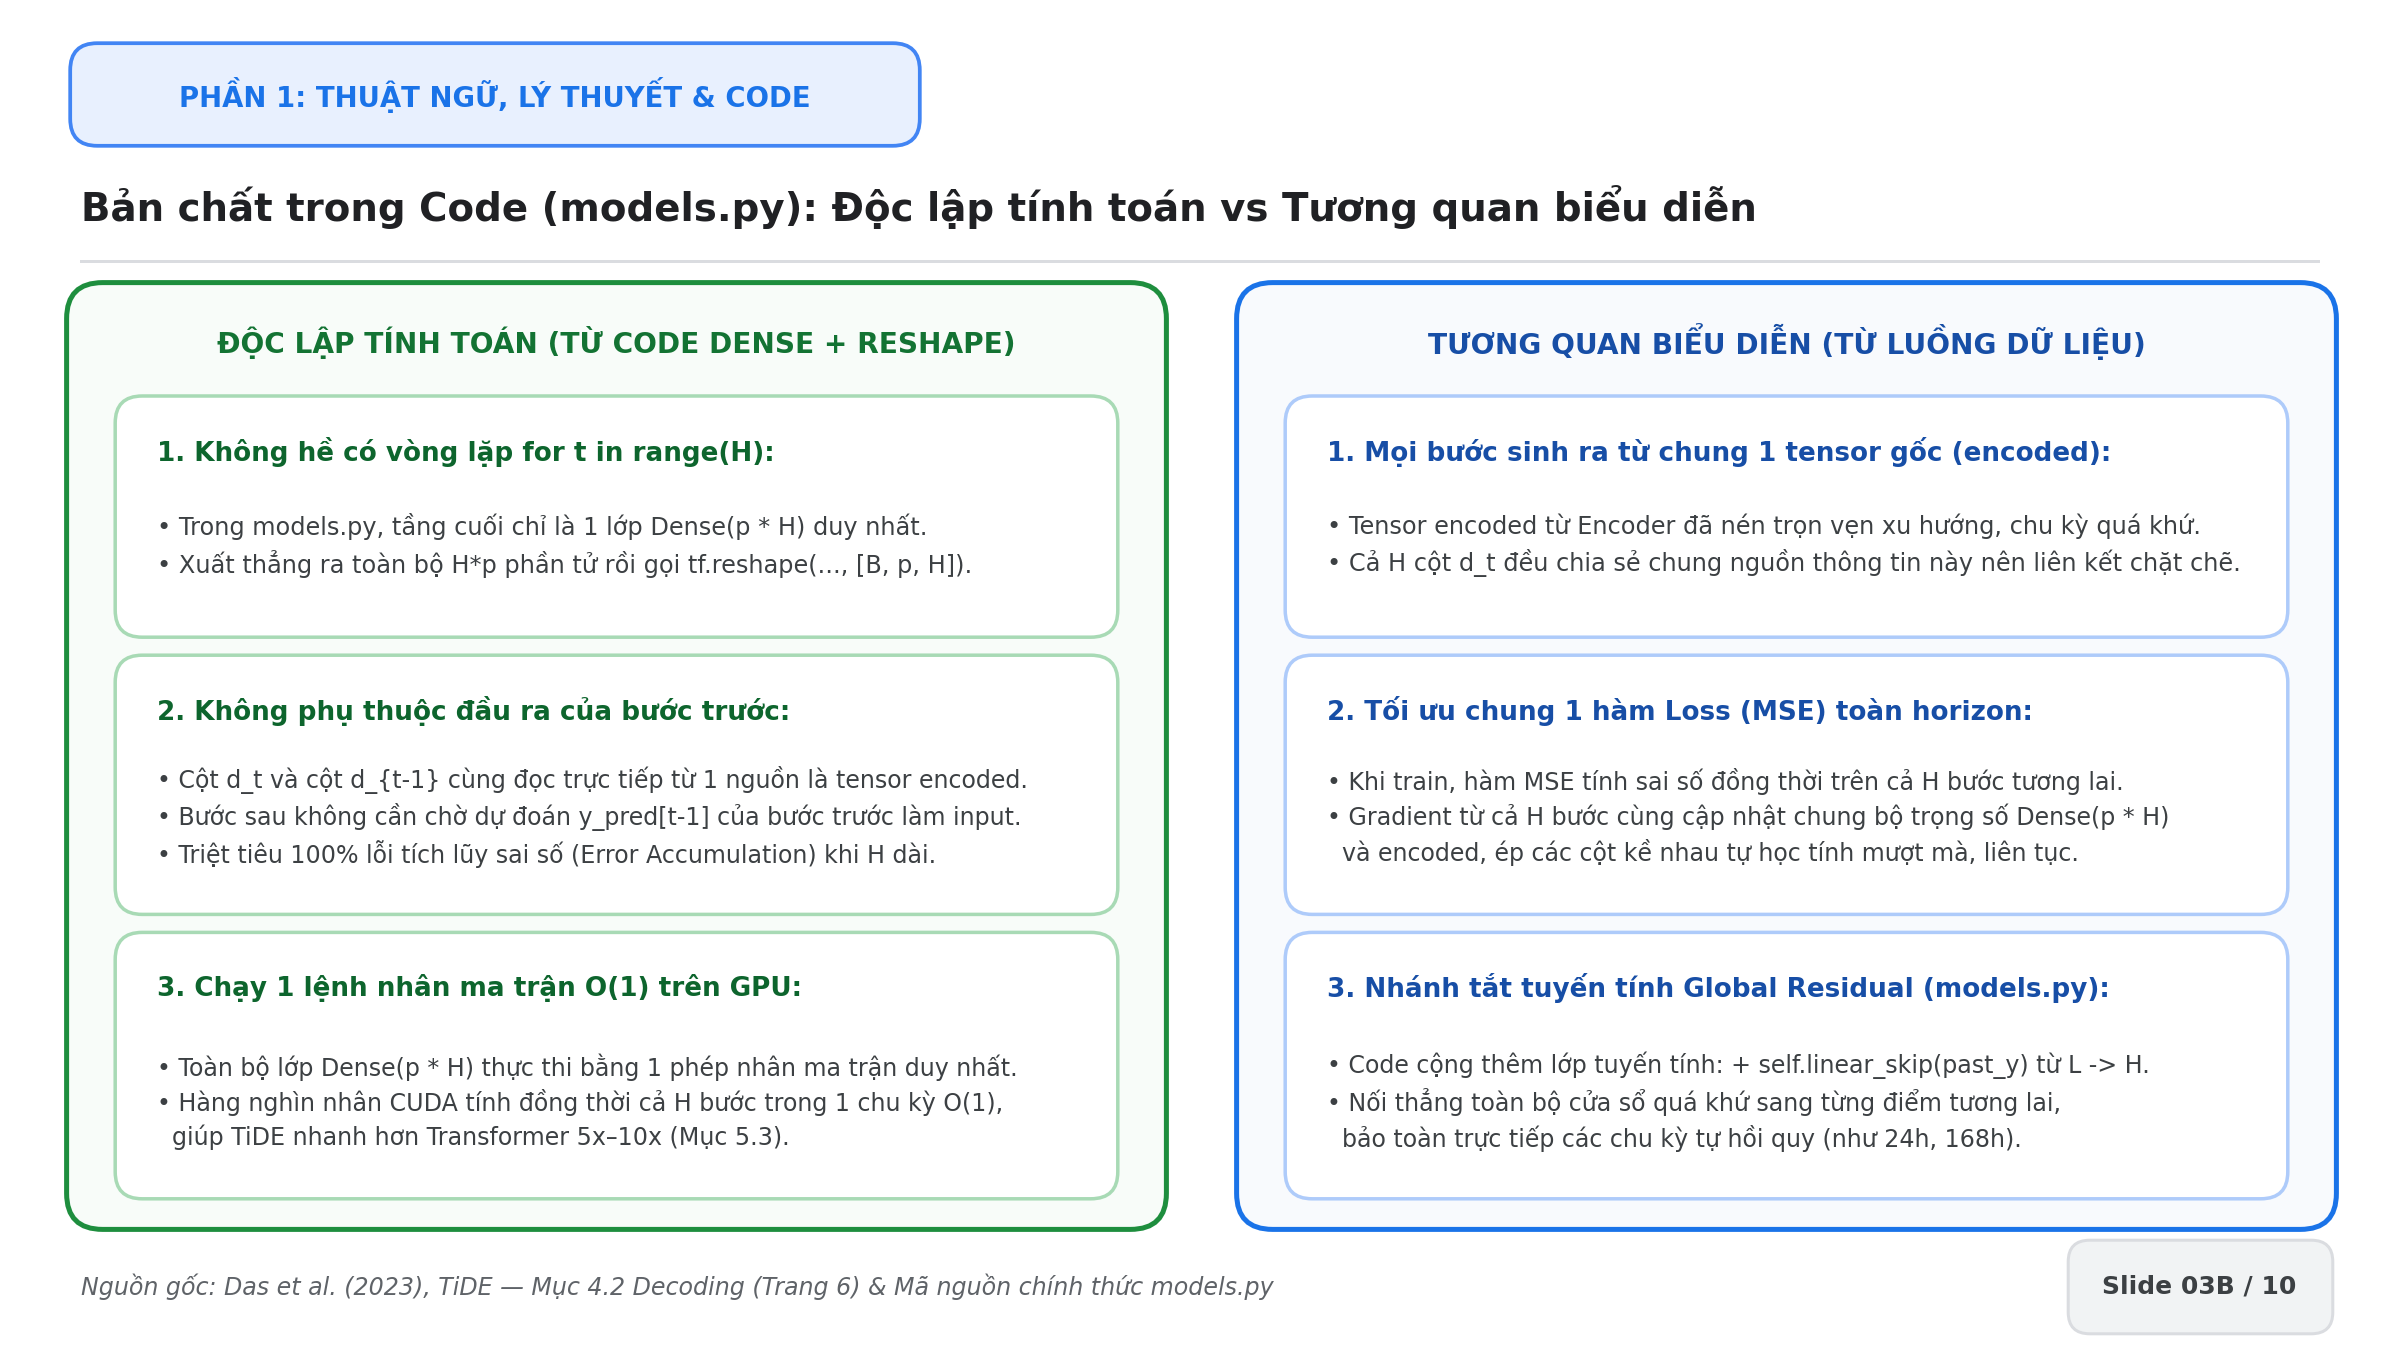 PHẦN 1: THUẬT NGỮ, LÝ THUYẾT & CODE
Bản chất trong Code (models.py): Độc lập tính toán vs Tương quan biểu diễn
ĐỘC LẬP TÍNH TOÁN (TỪ CODE DENSE + RESHAPE)
1. Không hề có vòng lặp for t in range(H):
• Trong models.py, tầng cuối chỉ là 1 lớp Dense(p * H) duy nhất.
• Xuất thẳng ra toàn bộ H*p phần tử rồi gọi tf.reshape(..., [B, p, H]).
2. Không phụ thuộc đầu ra của bước trước:
• Cột d_t và cột d_{t-1} cùng đọc trực tiếp từ 1 nguồn là tensor encoded.
• Bước sau không cần chờ dự đoán y_pred[t-1] của bước trước làm input.
• Triệt tiêu 100% lỗi tích lũy sai số (Error Accumulation) khi H dài.
3. Chạy 1 lệnh nhân ma trận O(1) trên GPU:
• Toàn bộ lớp Dense(p * H) thực thi bằng 1 phép nhân ma trận duy nhất.
• Hàng nghìn nhân CUDA tính đồng thời cả H bước trong 1 chu kỳ O(1),
giúp TiDE nhanh hơn Transformer 5x–10x (Mục 5.3).
TƯƠNG QUAN BIỂU DIỄN (TỪ LUỒNG DỮ LIỆU)
1. Mọi bước sinh ra từ chung 1 tensor gốc (encoded):
• Tensor encoded từ Encoder đã nén trọn vẹn xu hướng, chu kỳ quá khứ.
• Cả H cột d_t đều chia sẻ chung nguồn thông tin này nên liên kết chặt chẽ.
2. Tối ưu chung 1 hàm Loss (MSE) toàn horizon:
• Khi train, hàm MSE tính sai số đồng thời trên cả H bước tương lai.
• Gradient từ cả H bước cùng cập nhật chung bộ trọng số Dense(p * H)
và encoded, ép các cột kề nhau tự học tính mượt mà, liên tục.
3. Nhánh tắt tuyến tính Global Residual (models.py):
• Code cộng thêm lớp tuyến tính: + self.linear_skip(past_y) từ L -> H.
• Nối thẳng toàn bộ cửa sổ quá khứ sang từng điểm tương lai,
bảo toàn trực tiếp các chu kỳ tự hồi quy (như 24h, 168h).
Nguồn gốc: Das et al. (2023), TiDE — Mục 4.2 Decoding (Trang 6) & Mã nguồn chính thức models.py
Slide 03B / 10